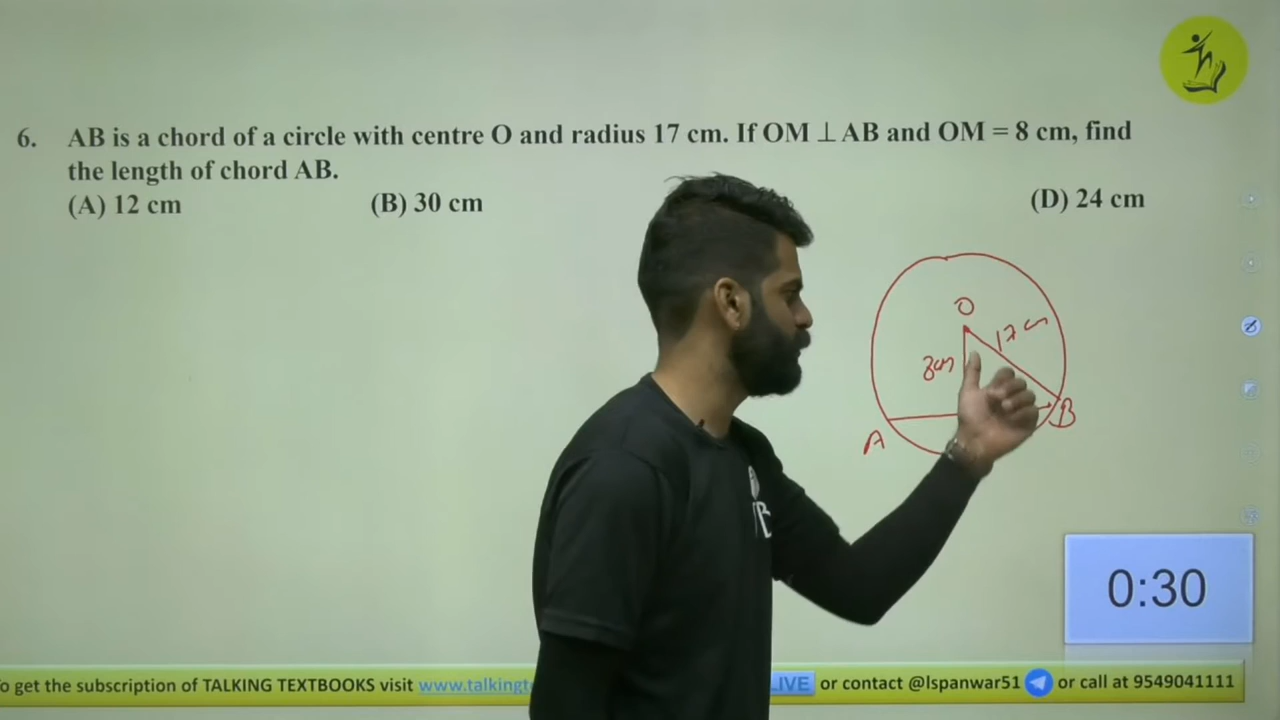 6. AB is a chord of a circle with centre O and radius 17 cm. If OM ⊥ AB and OM = 8 cm, find
the length of chord AB.
(A) 12 cm (B) 30 cm (D) 24 cm
O
17 cm
8cm
A
B
0:30
o get the subscription of TALKING TEXTBOOKS visit www.talkingt LIVE or contact @lspanwar51 or call at 9549041111